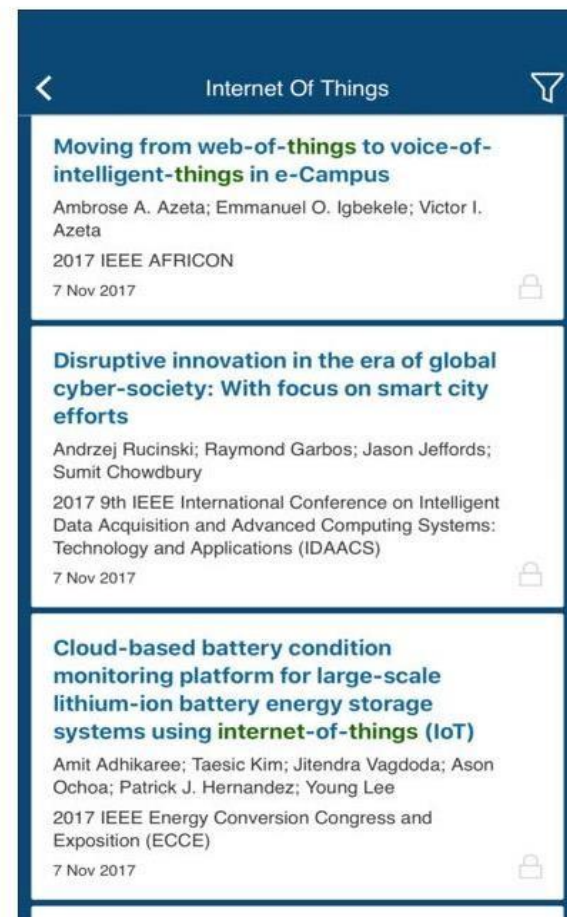 Internet Of Things
Moving from web-of-things to voice-of-
intelligent-things in e-Campus
Ambrose A. Azeta; Emmanuel O. Igbekele; Victor I.
Azeta
2017 IEEE AFRICON
7 Nov 2017
Disruptive innovation in the era of global
cyber-society: With focus on smart city
efforts
Andrzej Rucinski; Raymond Garbos; Jason Jeffords;
Sumit Chowdbury
2017 9th IEEE International Conference on Intelligent
Data Acquisition and Advanced Computing Systems:
Technology and Applications (IDAACS)
7 Nov 2017
Cloud-based battery condition
monitoring platform for large-scale
lithium-ion battery energy storage
systems using internet-of-things (IoT)
Amit Adhikaree; Taesic Kim; Jitendra Vagdoda; Ason
Ochoa; Patrick J. Hernandez; Young Lee
2017 IEEE Energy Conversion Congress and
Exposition (ECCE)
7 Nov 2017